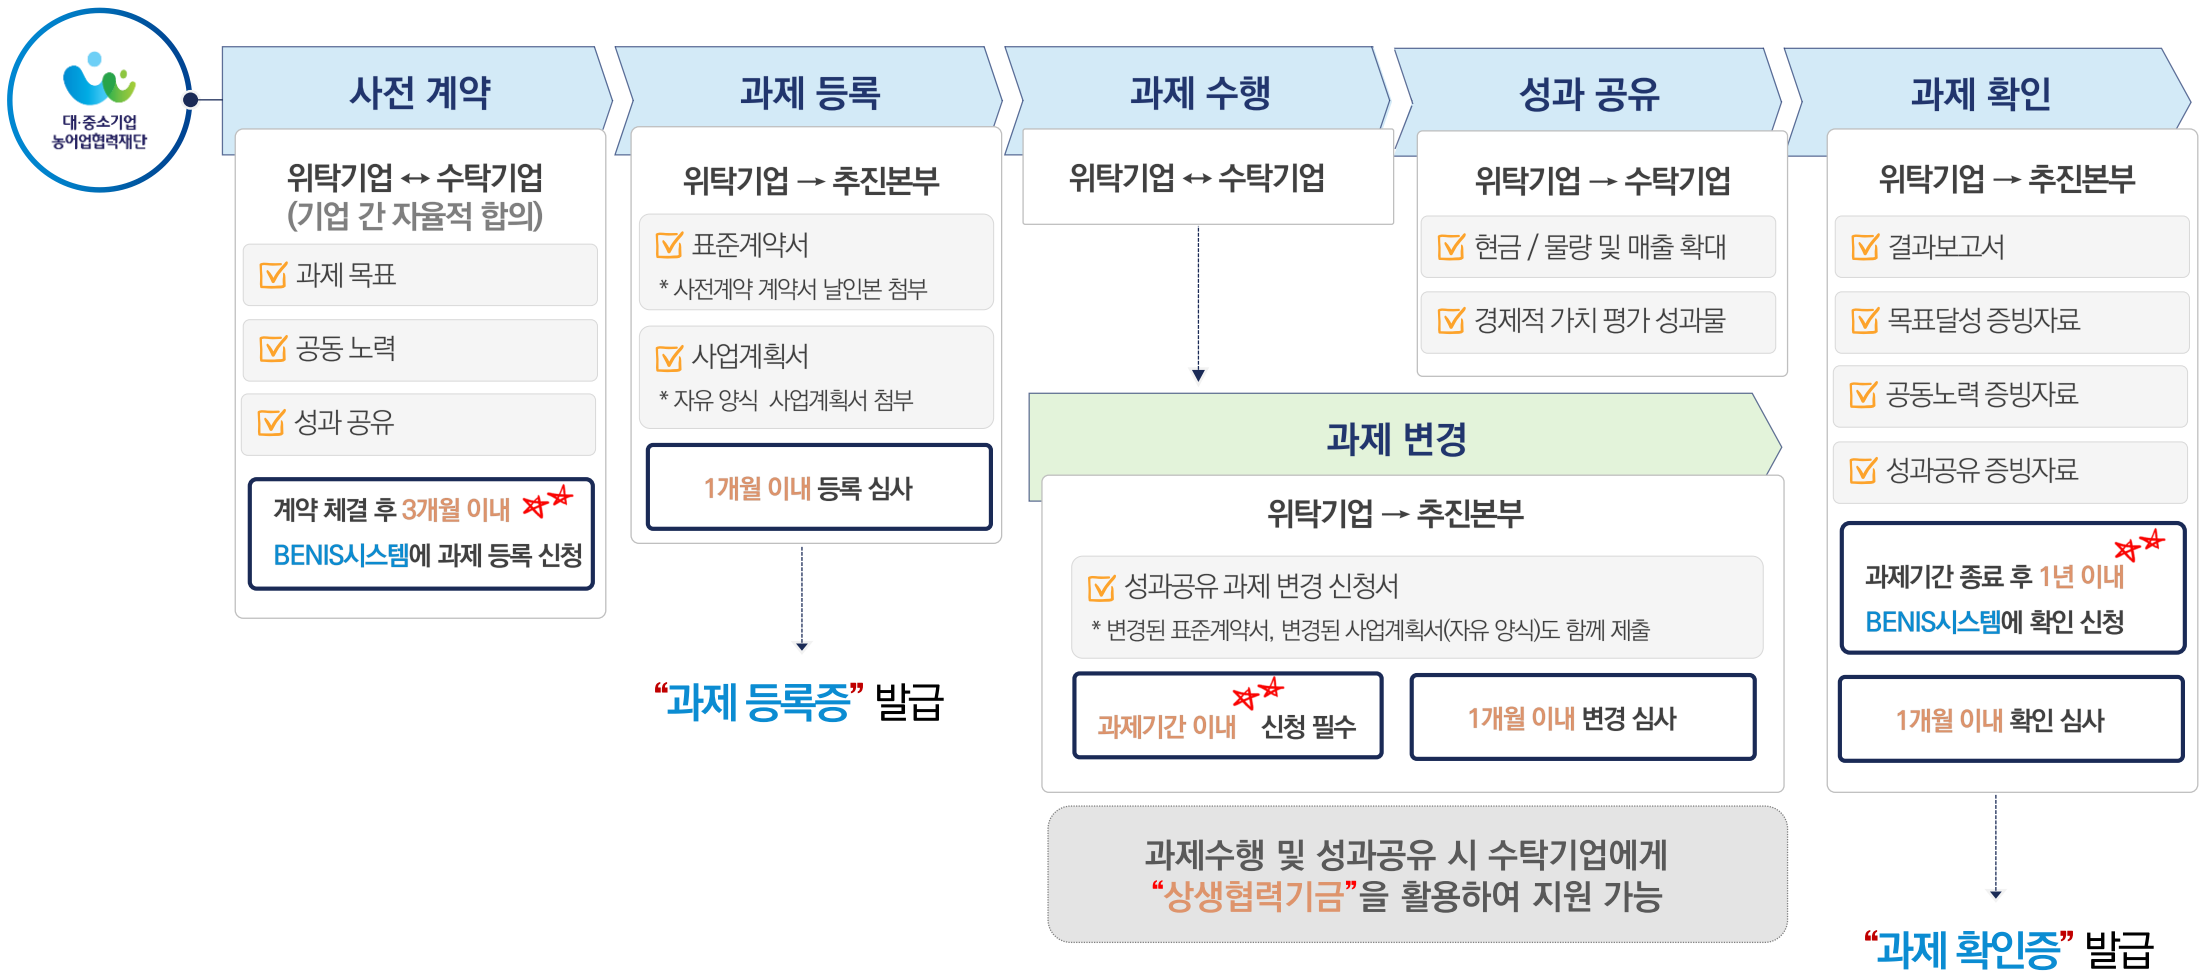 대·중소기업
농어업협력재단
사전 계약
위탁기업 ↔ 수탁기업
(기업 간 자율적 합의)
과제 목표
공동 노력
성과 공유
계약 체결 후 3개월 이내
BENIS시스템에 과제 등록 신청
과제 등록
위탁기업 → 추진본부
표준계약서
* 사전계약 계약서 날인본 첨부
사업계획서
* 자유 양식 사업계획서 첨부
1개월 이내 등록 심사
“과제 등록증” 발급
과제 수행
위탁기업 ↔ 수탁기업
성과 공유
위탁기업 → 수탁기업
현금 / 물량 및 매출 확대
경제적 가치 평가 성과물
과제 변경
위탁기업 → 추진본부
성과공유 과제 변경 신청서
* 변경된 표준계약서, 변경된 사업계획서(자유 양식)도 함께 제출
과제기간 이내 신청 필수
1개월 이내 변경 심사
과제수행 및 성과공유 시 수탁기업에게
“상생협력기금”을 활용하여 지원 가능
과제 확인
위탁기업 → 추진본부
결과보고서
목표달성 증빙자료
공동노력 증빙자료
성과공유 증빙자료
과제기간 종료 후 1년 이내
BENIS시스템에 확인 신청
1개월 이내 확인 심사
“과제 확인증” 발급